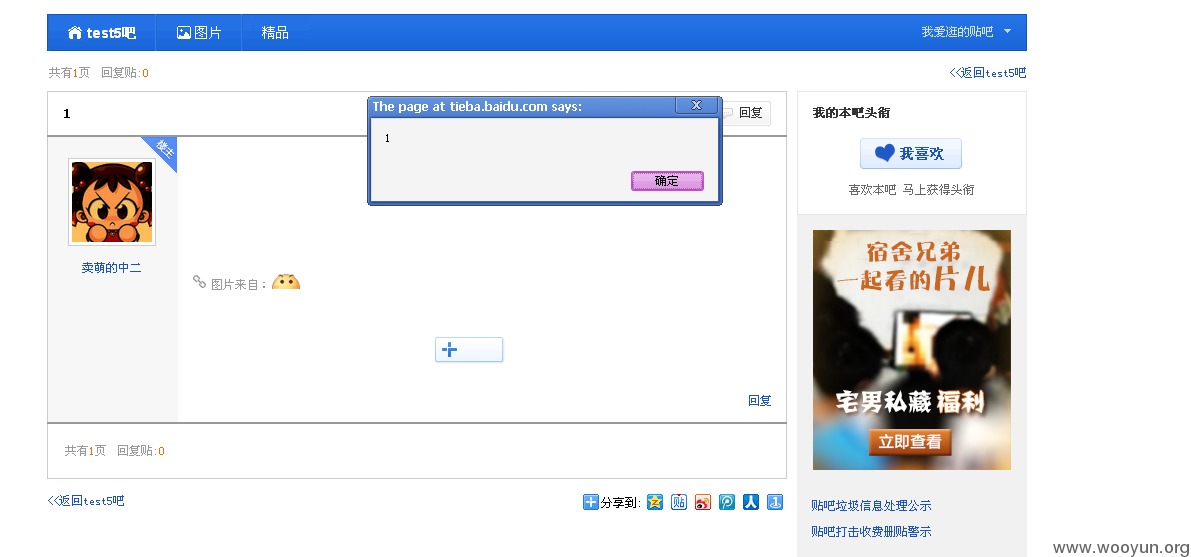 test5吧 图片 精品 我爱逛的贴吧
共有1页 回复贴:0 <<返回test5吧
1
回复
The page at tieba.baidu.com says:
1
确定
楼主
卖萌的中二
图片来自：
回复
共有1页 回复贴:0
<<返回test5吧
分享到:
我的本吧头衔
我喜欢
喜欢本吧 马上获得头衔
宿舍兄弟
一起看的片儿
宅男私藏 福利
立即查看
贴吧垃圾信息处理公示
贴吧打击收费删贴警示
www.wooyun.org